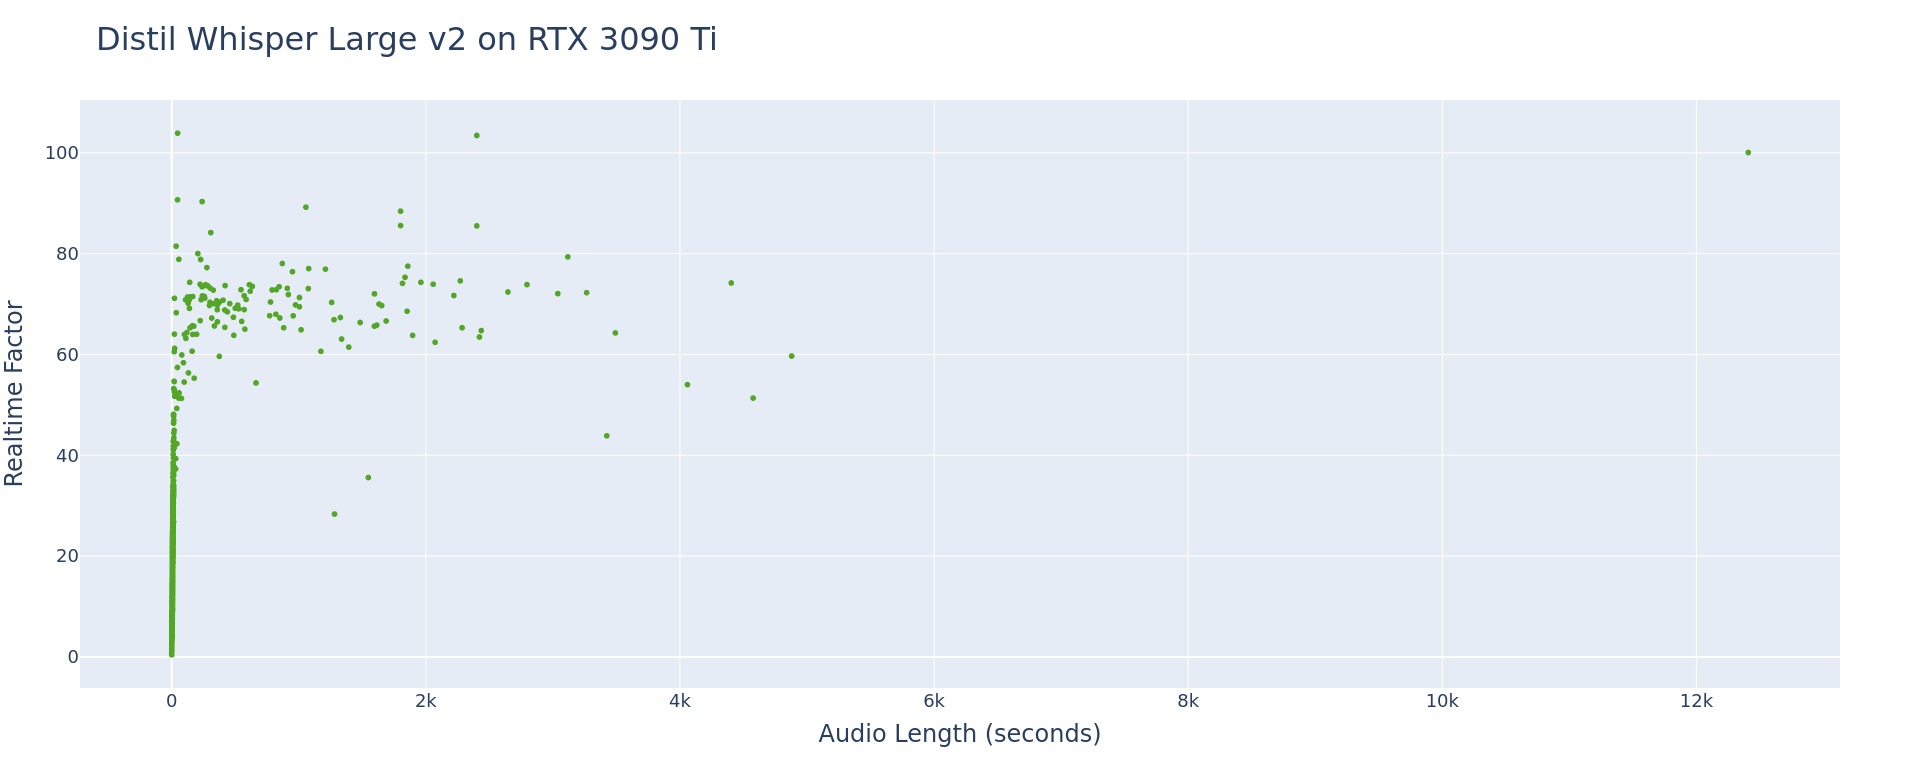 Distil Whisper Large v2 on RTX 3090 Ti
Realtime Factor
100
80
60
40
20
0
0 2k 4k 6k 8k 10k 12k
Audio Length (seconds)